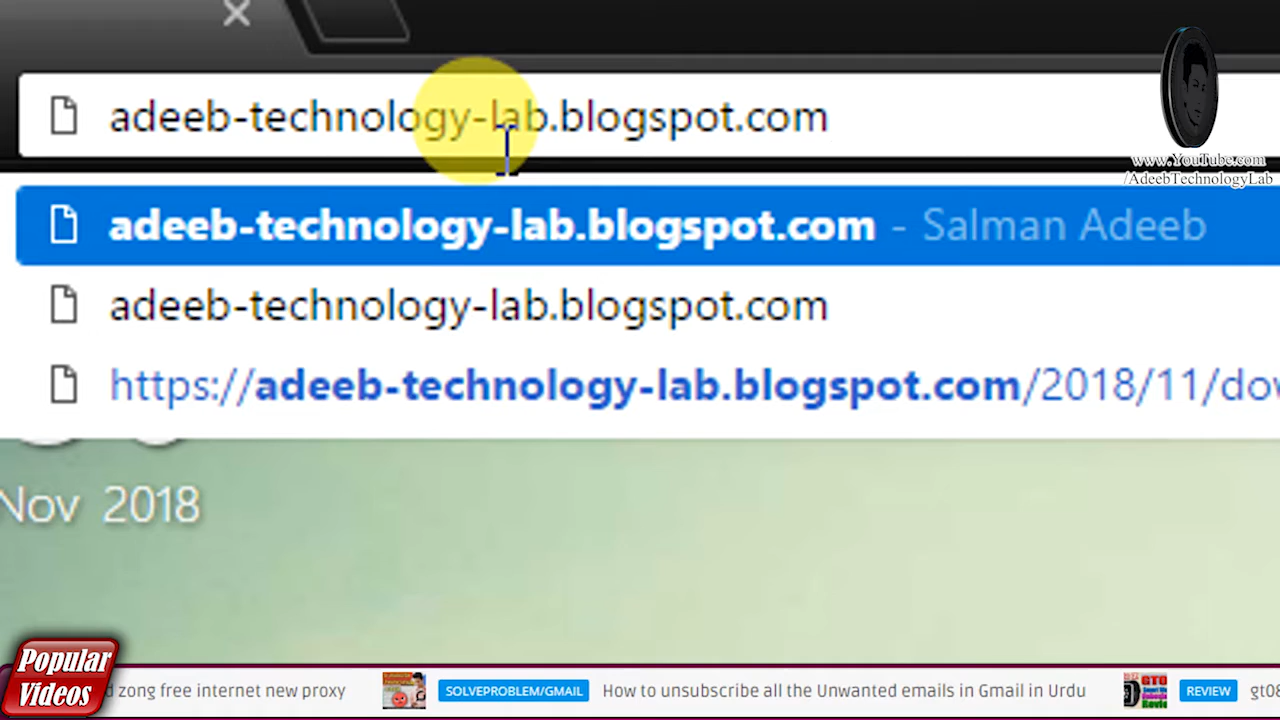 adeeb-technology-lab.blogspot.com
www.YouTube.com
/AdeebTechnologyLab
adeeb-technology-lab.blogspot.com - Salman Adeeb
adeeb-technology-lab.blogspot.com
https://adeeb-technology-lab.blogspot.com/2018/11/dow
Nov 2018
Popular
Videos
d zong free internet new proxy SOLVEPROBLEM/GMAIL How to unsubscribe all the Unwanted emails in Gmail in Urdu REVIEW gt08